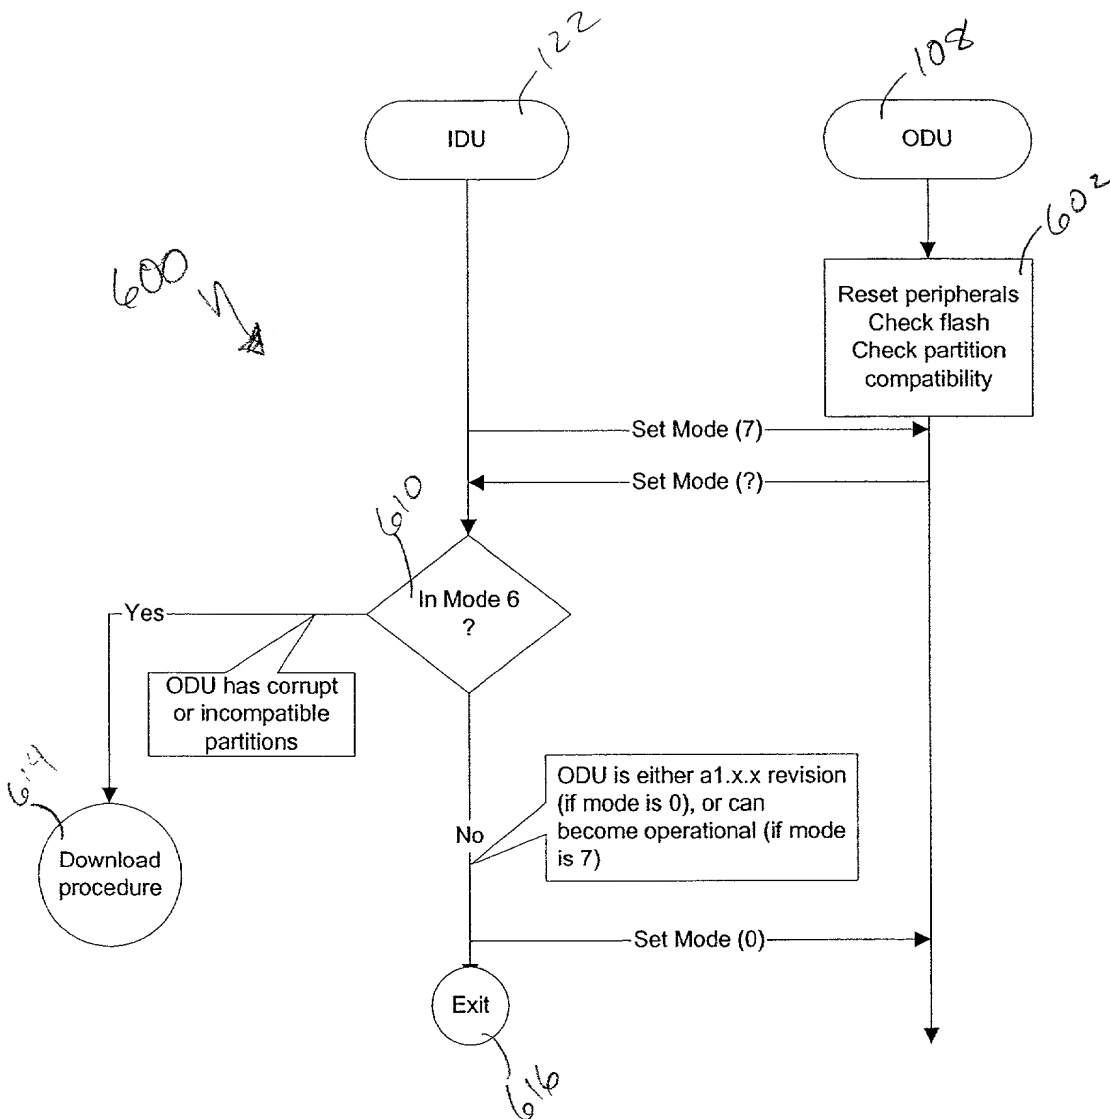 122
108
IDU
ODU
602
600
Reset peripherals
Check flash
Check partition
compatibility
Set Mode (7)
Set Mode (?)
610
In Mode 6
?
Yes
ODU has corrupt
or incompatible
partitions
614
Download
procedure
No
ODU is either a1.x.x revision
(if mode is 0), or can
become operational (if mode
is 7)
Set Mode (0)
Exit
616